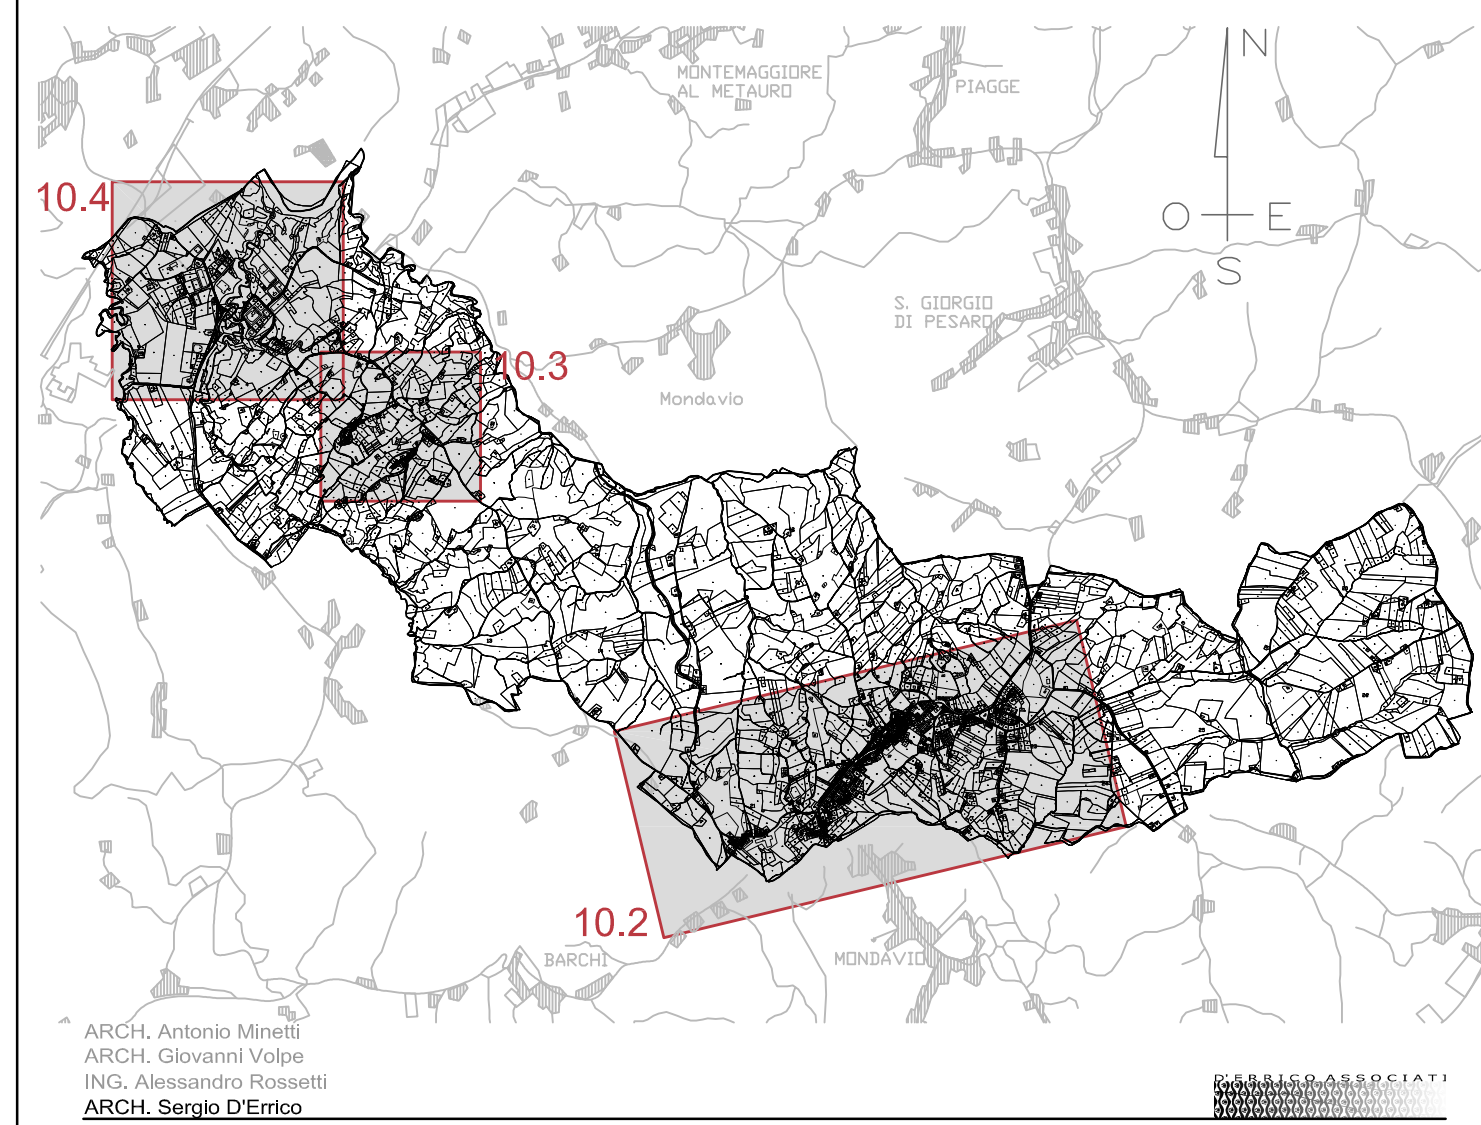 N
MONTEMAGGIORE
AL METAURO
PIAGGE
10.4
O
E
S
S. GIORGIO
DI PESARO
10.3
Mondavio
10.2
BARCHI
MONDAVIO
ARCH. Antonio Minetti
ARCH. Giovanni Volpe
ING. Alessandro Rossetti
ARCH. Sergio D'Errico
D'ERRICO ASSOCIATI